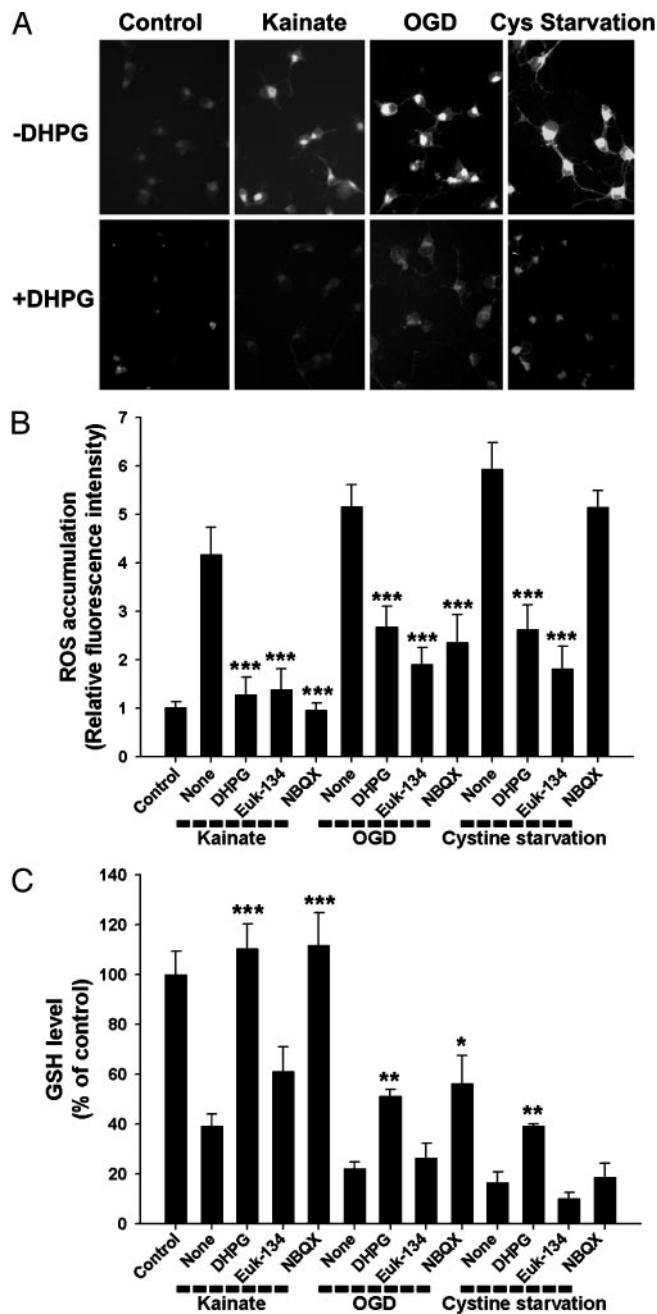 A
Control Kainate OGD Cys Starvation
-DHPG
+DHPG
B
ROS accumulation
(Relative fluorescence intensity)
7
6
5
4
3
2
1
0
*** *** *** *** *** *** *** ***
Control None DHPG Euk-134 NBQX None DHPG Euk-134 NBQX None DHPG Euk-134 NBQX
Kainate OGD Cystine starvation
C
GSH level
(% of control)
140
120
100
80
60
40
20
0
*** *** ** * **
Control None DHPG Euk-134 NBQX None DHPG Euk-134 NBQX None DHPG Euk-134 NBQX
Kainate OGD Cystine starvation